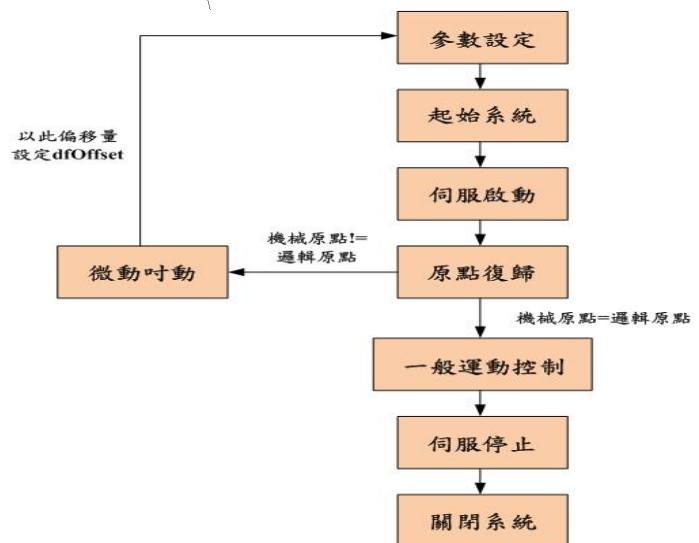 參數設定
起始系統
以此偏移量
設定dfOffset
伺服啟動
機械原點!=
邏輯原點
微動吋動
原點復歸
機械原點=邏輯原點
一般運動控制
伺服停止
關閉系統